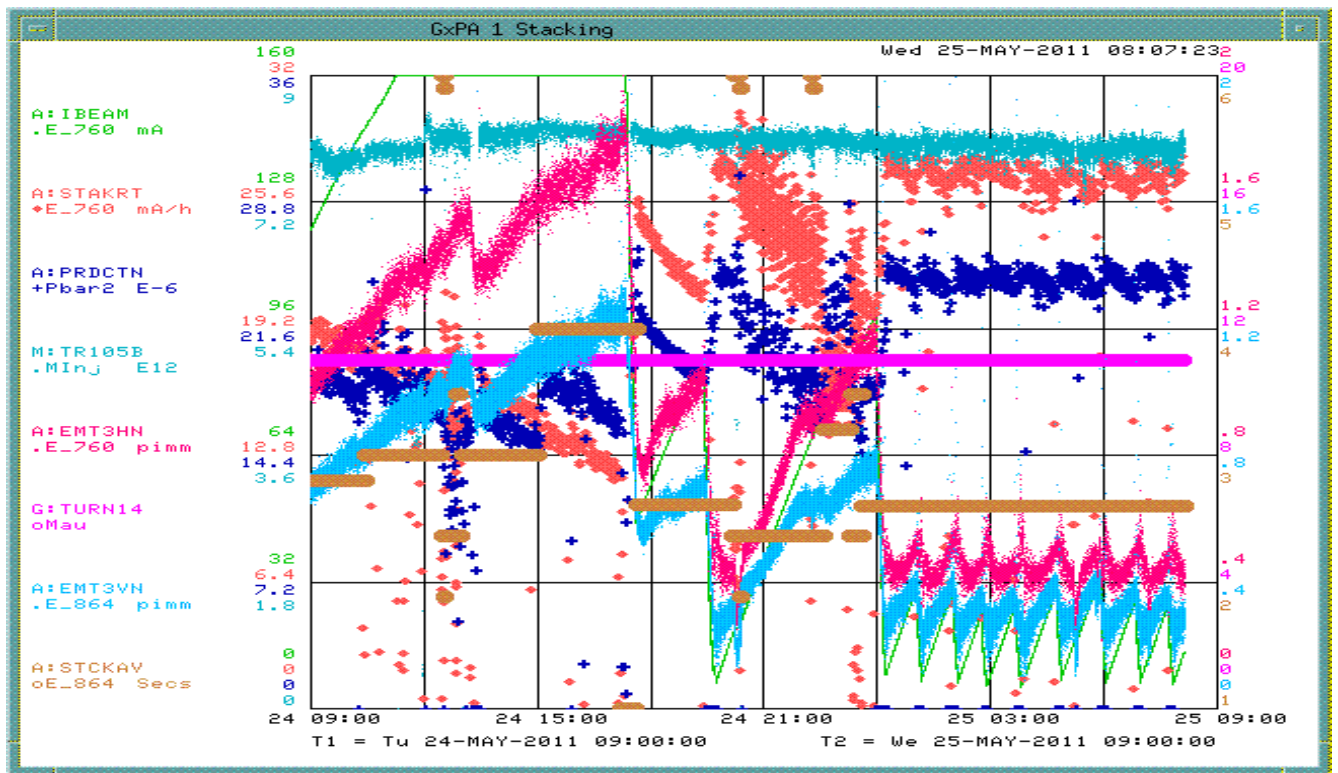 GxPA 1 Stacking
Wed 25-MAY-2011 08:07:23
160
32
36
9
2
20
2
6
A:IBEAM
.E_760 mA
A:STAKRT
♦E_760 mA/h
128
25.6
28.8
7.2
1.6
16
1.6
5
A:PRDCTN
+Pbar2 E-6
96
19.2
21.6
5.4
1.2
12
1.2
4
M:TR105B
.MInj E12
A:EMT3HN
.E_760 pimm
64
12.8
14.4
3.6
.8
8
.8
3
G:TURN14
oMau
32
6.4
7.2
1.8
.4
4
.4
2
A:EMT3VN
.E_864 pimm
A:STCKAV
oE_864 Secs
0
0
0
0
0
0
0
1
24 09:00 24 15:00 24 21:00 25 03:00 25 09:00
T1 = Tu 24-MAY-2011 09:00:00 T2 = We 25-MAY-2011 09:00:00